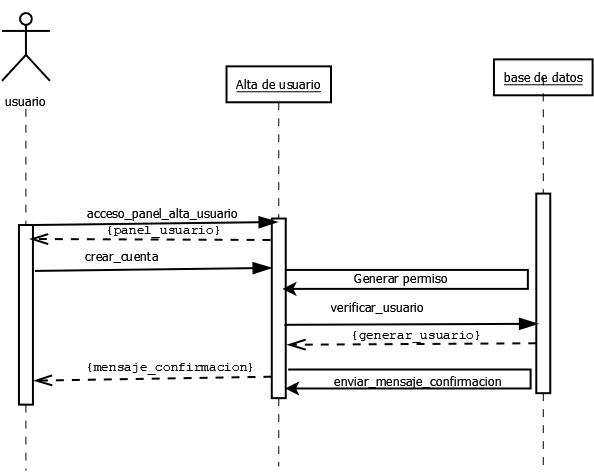 usuario
Alta de usuario
base de datos
acceso_panel_alta_usuario
{panel_usuario}
crear_cuenta
Generar permiso
verificar_usuario
{generar_usuario}
{mensaje_confirmacion}
enviar_mensaje_confirmacion